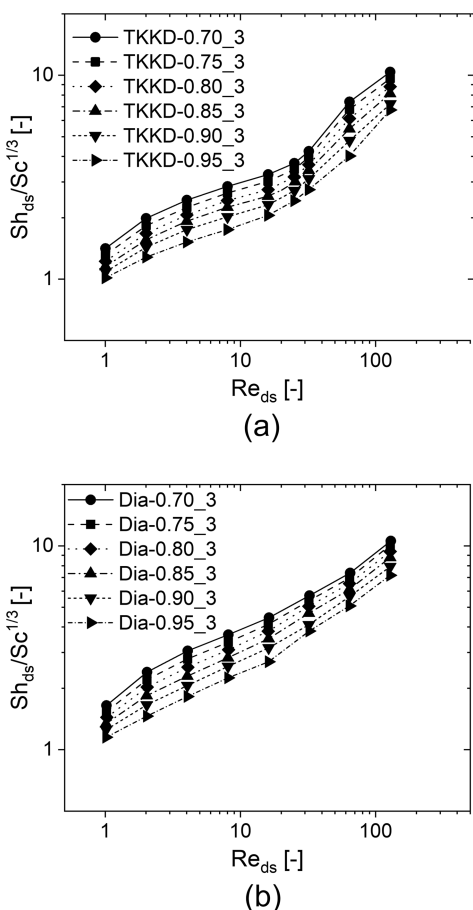 TKKD-0.70_3
TKKD-0.75_3
TKKD-0.80_3
TKKD-0.85_3
TKKD-0.90_3
TKKD-0.95_3
10
1
Sh_ds/Sc^1/3 [-]
1 10 100
Re_ds [-]
(a)
Dia-0.70_3
Dia-0.75_3
Dia-0.80_3
Dia-0.85_3
Dia-0.90_3
Dia-0.95_3
10
1
Sh_ds/Sc^1/3 [-]
1 10 100
Re_ds [-]
(b)